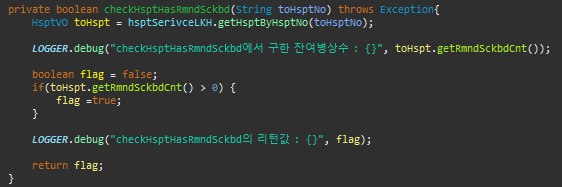 private boolean checkHsptHasRmndSckbd(String toHsptNo) throws Exception{
HsptVO toHspt = hsptSerivceLKH.getHsptByHsptNo(toHsptNo);
LOGGER.debug("checkHsptHasRmndSckbd에서 구한 잔여병상수 : {}", toHspt.getRmndSckbdCnt());
boolean flag = false;
if(toHspt.getRmndSckbdCnt() > 0) {
flag =true;
}
LOGGER.debug("checkHsptHasRmndSckbd의 리턴값 : {}", flag);
return flag;
}